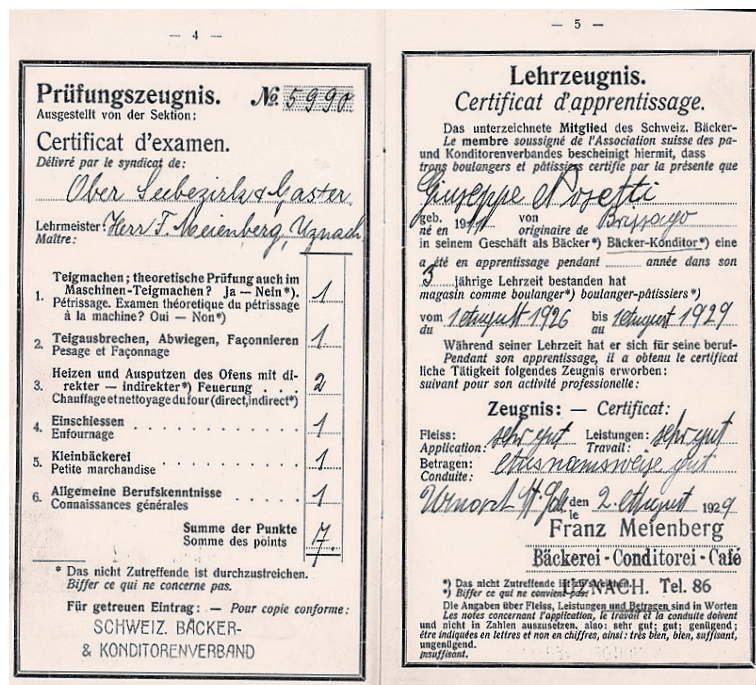 — 4 —
Prüfungszeugnis. № 5990
Ausgestellt von der Sektion:
Certificat d'examen.
Délivré par le syndicat de:
Ober Seebezirk & Gaster
Lehrmeister: Herr F. Meienberg, Uznach
Maître:
Teigmachen; theoretische Prüfung auch im
Maschinen-Teigmachen? Ja — Nein*).
1. Pétrissage. Examen théoretique du pétrissage 1
à la machine? Oui — Non*)
2. Teigausbrechen, Abwiegen, Façonnieren 1
Pesage et Façonnage
Heizen und Ausputzen des Ofens mit di-
3. rekter — indirekter*) Feuerung . . . 2
Chauffage et nettoyage du four (direct, indirect*)
4. Einschiessen . . . . . . . . . . 1
Enfournage
5. Kleinbäckerei . . . . . . . . . . 1
Petite marchandise
6. Allgemeine Berufskenntnisse . . . . 1
Connaissances générales
Summe der Punkte 7.
Somme des points
* Das nicht Zutreffende ist durchzustreichen.
Biffer ce qui ne concerne pas.
Für getreuen Eintrag: — Pour copie conforme:
SCHWEIZ. BÄCKER-
& KONDITORENVERBAND
— 5 —
Lehrzeugnis.
Certificat d'apprentissage.
Das unterzeichnete Mitglied des Schweiz. Bäcker-
Le membre soussigné de l'Association suisse des pa-
und Konditorenverbandes bescheinigt hiermit, dass
trons boulangers et pâtissiers certifie par la présente que
Giuseppe
geb. 1911 von Brissago
né en originaire de
in seinem Geschäft als Bäcker*) Bäcker-Konditor*) eine
a été en apprentissage pendant année dans son
3 jährige Lehrzeit bestanden hat
magasin comme boulanger*) boulanger-pâtissiers*)
vom 1 August 1926 bis 1 August 1929
du au
Während seiner Lehrzeit hat er sich für seine beruf-
Pendant son apprentissage, il a obtenu le certificat
liche Tätigkeit folgendes Zeugnis erworben:
suivant pour son activité professionelle:
Zeugnis: — Certificat:
Fleiss: sehr gut Leistungen: sehr gut
Application: Travail:
Betragen: Ausnamsweise gut
Conduite:
den 2. August 1929
le
Franz Meienberg
Bäckerei - Conditorei - Café
UZNACH. Tel. 86
*) Das nicht Zutreffende ist zu streichen.
*) Biffer ce qui ne convient pas:
Die Angaben über Fleiss, Leistungen und Betragen sind in Worten
Les notes concernant l'application, le travail et la conduite doivent
und nicht in Zahlen auszusetzen, also: sehr gut; gut; genügend;
être indiquées en lettres et non en chiffres, ainsi: très bien, bien, suffisant,
ungenügend.
insuffisant.